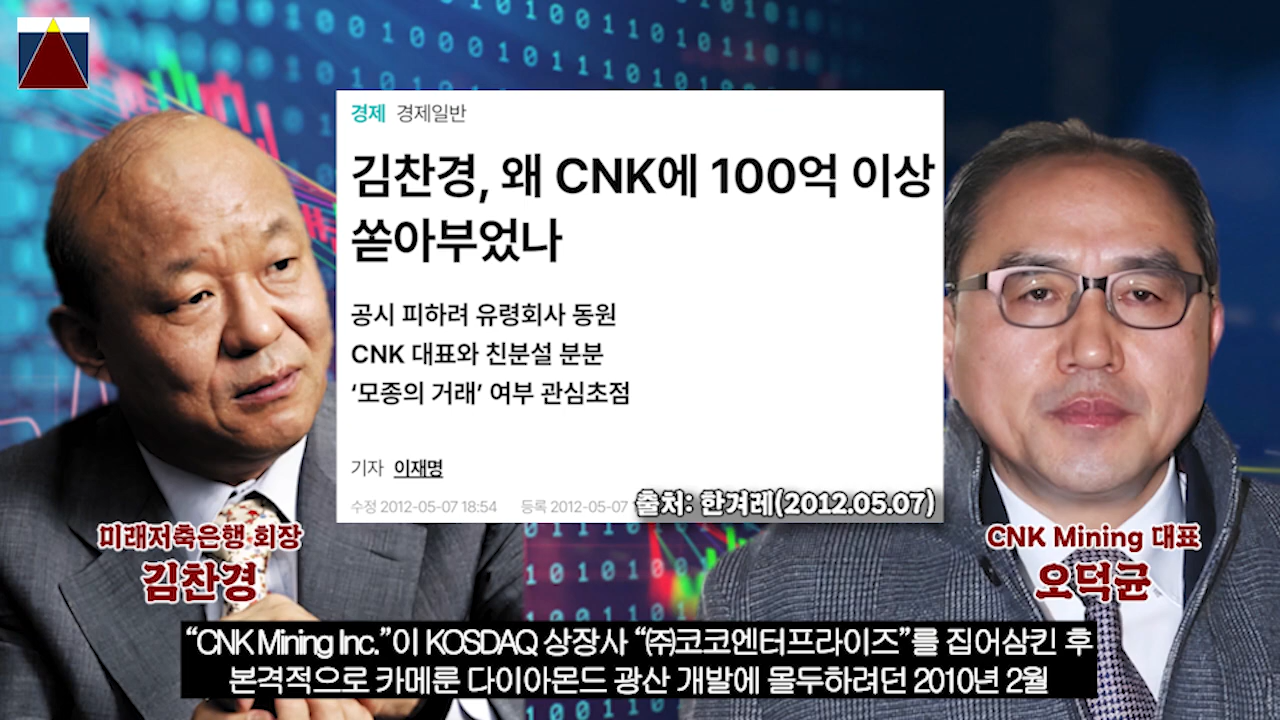 경제 경제일반
김찬경, 왜 CNK에 100억 이상
쏟아부었나
공시 피하려 유령회사 동원
CNK 대표와 친분설 분분
‘모종의 거래’ 여부 관심초점
기자 이재명
수정 2012-05-07 18:54 등록 2012-05-07
출처: 한겨레(2012.05.07)
미래저축은행 회장
김찬경
CNK Mining 대표
오덕균
“CNK Mining Inc.”이 KOSDAQ 상장사 “㈜코코엔터프라이즈”를 집어삼킨 후
본격적으로 카메룬 다이아몬드 광산 개발에 몰두하려던 2010년 2월